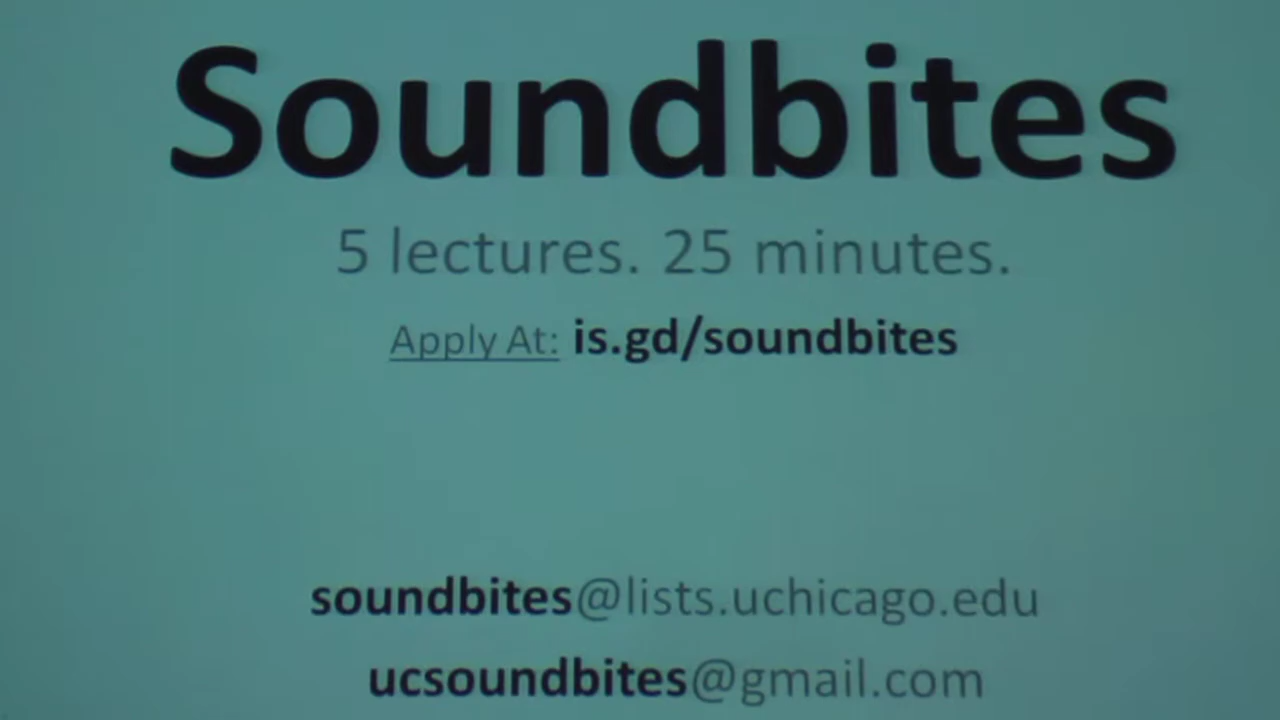 Soundbites
5 lectures. 25 minutes.
Apply At: is.gd/soundbites
soundbites@lists.uchicago.edu
ucsoundbites@gmail.com